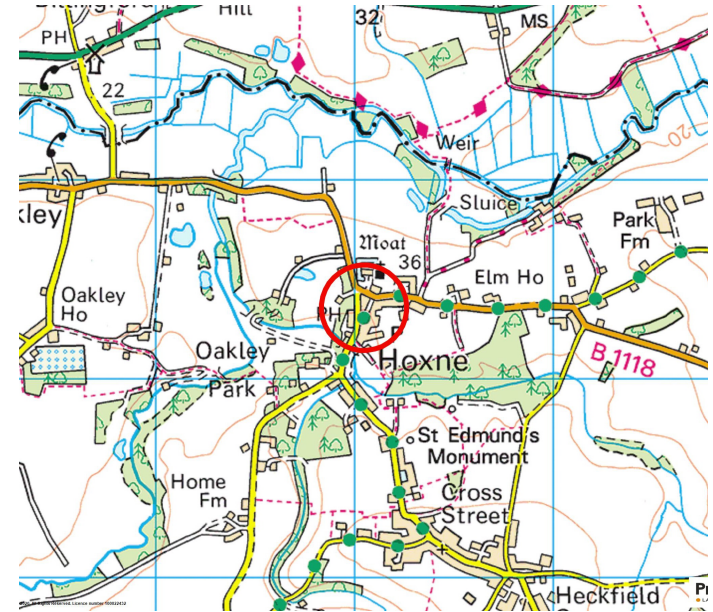 Hill
32
MS
PH
22
Weir
Sluice
kley
Moat
36
Park
Fm
Elm Ho
Oakley
Ho
PH
Oakley
Park
Hoxne
B 1118
20
St Edmund's
Monument
Home
Fm
Cross
Street
Heckfield